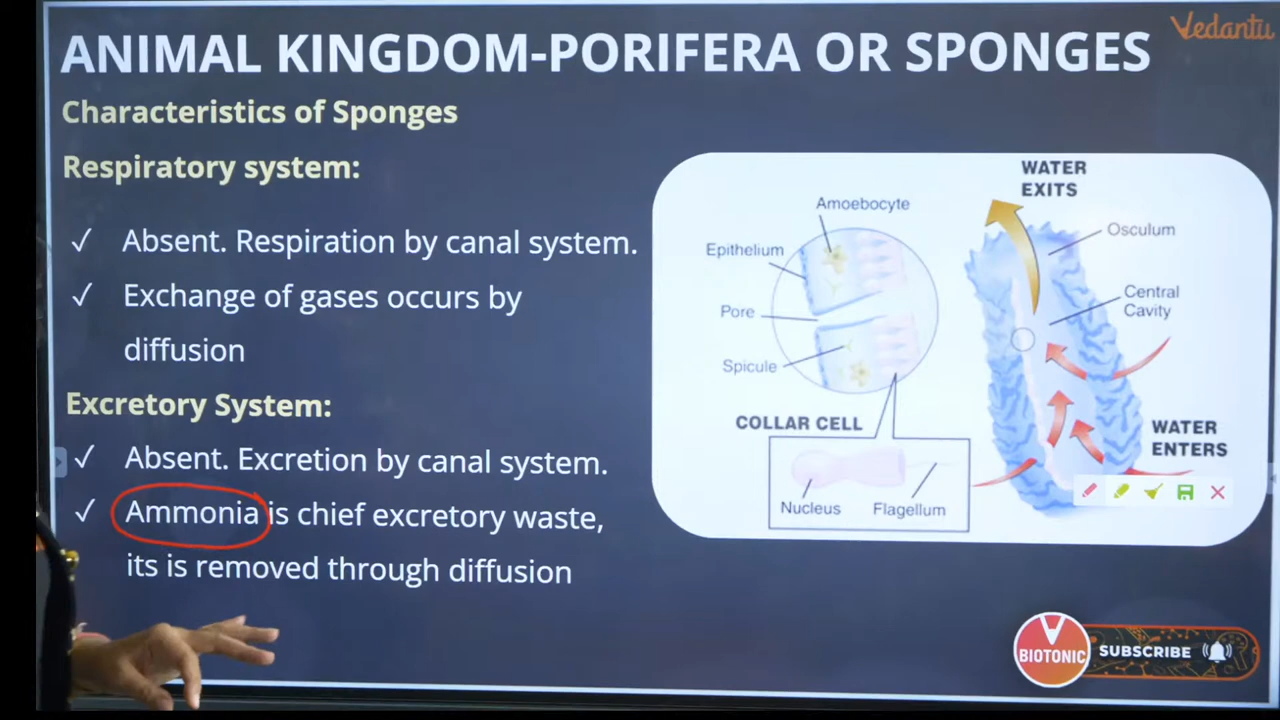 Vedantu
ANIMAL KINGDOM-PORIFERA OR SPONGES
Characteristics of Sponges
Respiratory system:
✓ Absent. Respiration by canal system.
✓ Exchange of gases occurs by
diffusion
Excretory System:
✓ Absent. Excretion by canal system.
✓ Ammonia is chief excretory waste,
its is removed through diffusion
WATER
EXITS
Amoebocyte
Osculum
Epithelium
Central
Cavity
Pore
Spicule
COLLAR CELL
WATER
ENTERS
Nucleus
Flagellum
BIOTONIC
SUBSCRIBE